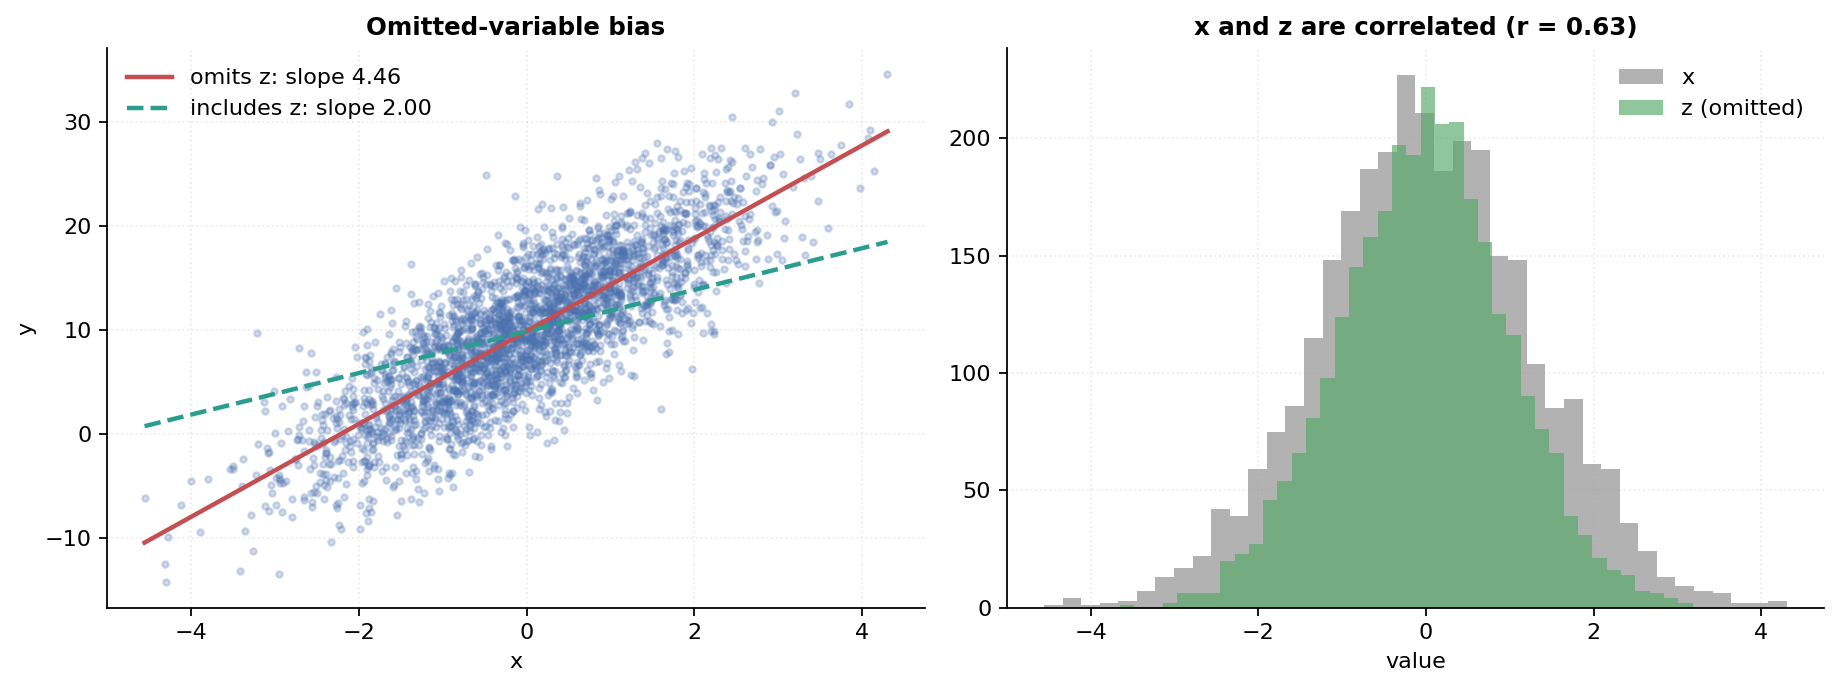 Omitted-variable bias
omits z: slope 4.46
includes z: slope 2.00
30
20
10
0
−10
y
−4
−2
0
2
4
x
x and z are correlated (r = 0.63)
x
z (omitted)
200
150
100
50
0
−4
−2
0
2
4
value